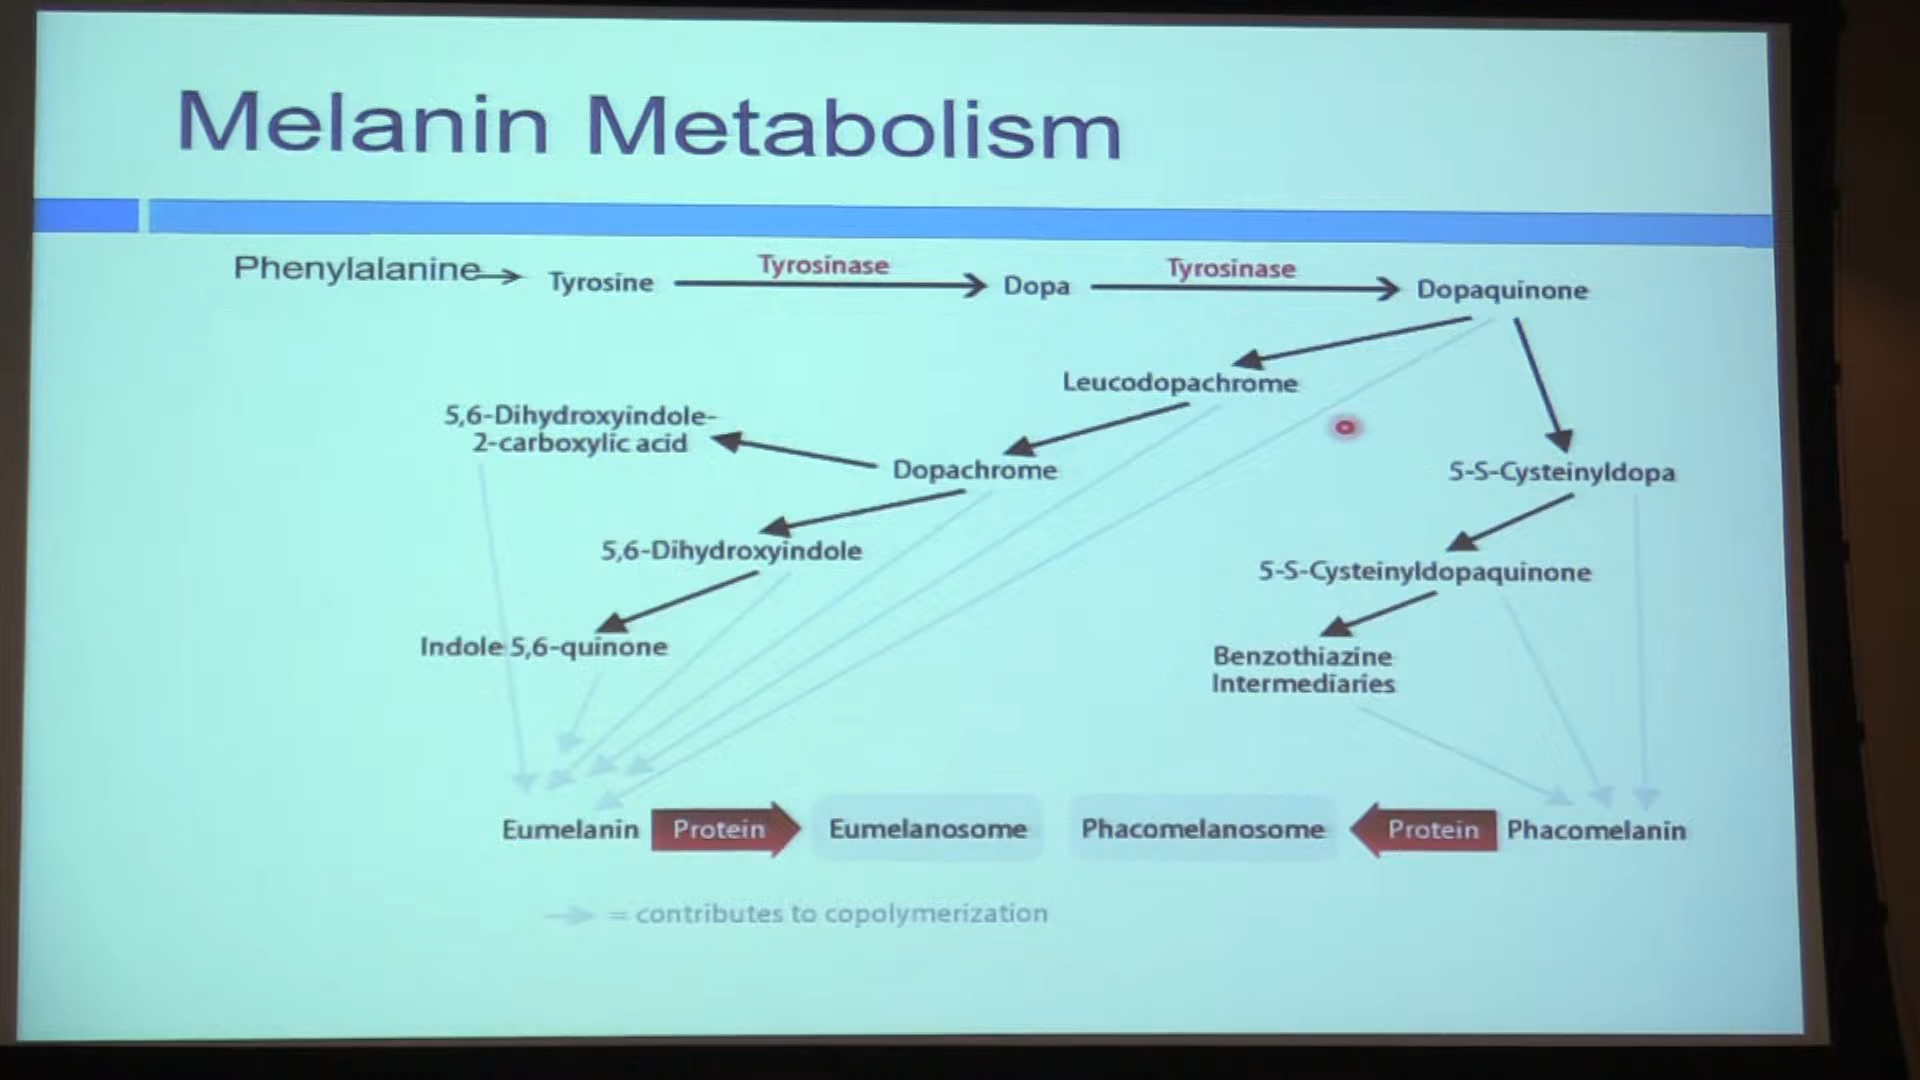 Melanin Metabolism
Phenylalanine
Tyrosine
Tyrosinase
Dopa
Tyrosinase
Dopaquinone
Leucodopachrome
5,6-Dihydroxyindole-
2-carboxylic acid
Dopachrome
5-S-Cysteinyldopa
5,6-Dihydroxyindole
5-S-Cysteinyldopaquinone
Indole 5,6-quinone
Benzothiazine
Intermediaries
Eumelanin
Protein
Eumelanosome
Phacomelanosome
Protein
Phacomelanin
= contributes to copolymerization